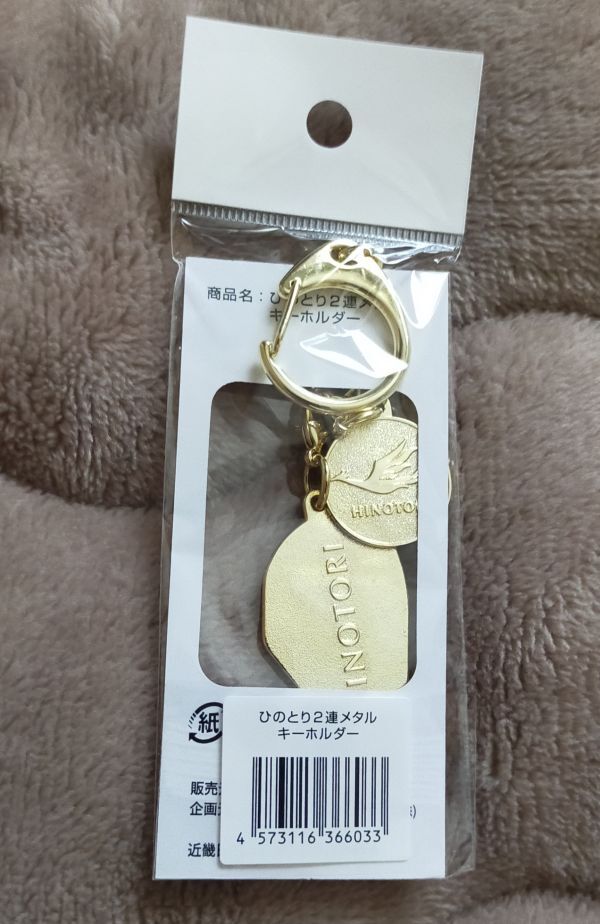 商品名：ひのとり2連メ
キーホルダー
HINOTO
INOTORI
紙
ひのとり2連メタル
キーホルダー
4 573116 366033
販売
企画
近畿